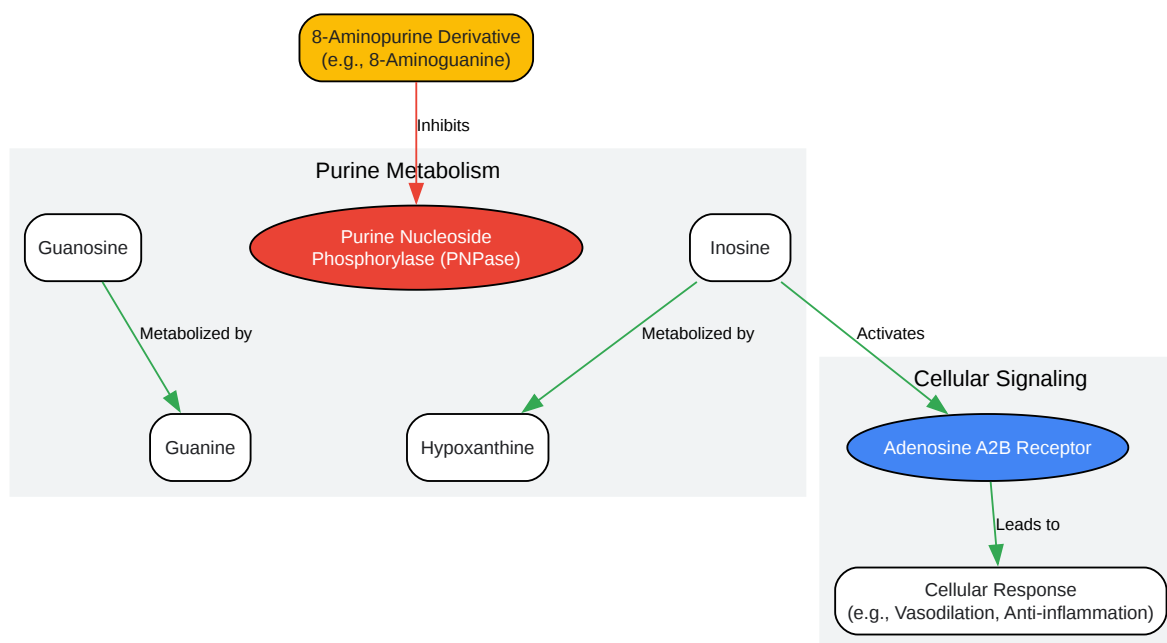 8-Aminopurine Derivative
(e.g., 8-Aminoguanine)
Inhibits
Purine Metabolism
Guanosine
Purine Nucleoside
Phosphorylase (PNPase)
Inosine
Metabolized by
Metabolized by
Activates
Cellular Signaling
Guanine
Hypoxanthine
Adenosine A2B Receptor
Leads to
Cellular Response
(e.g., Vasodilation, Anti-inflammation)